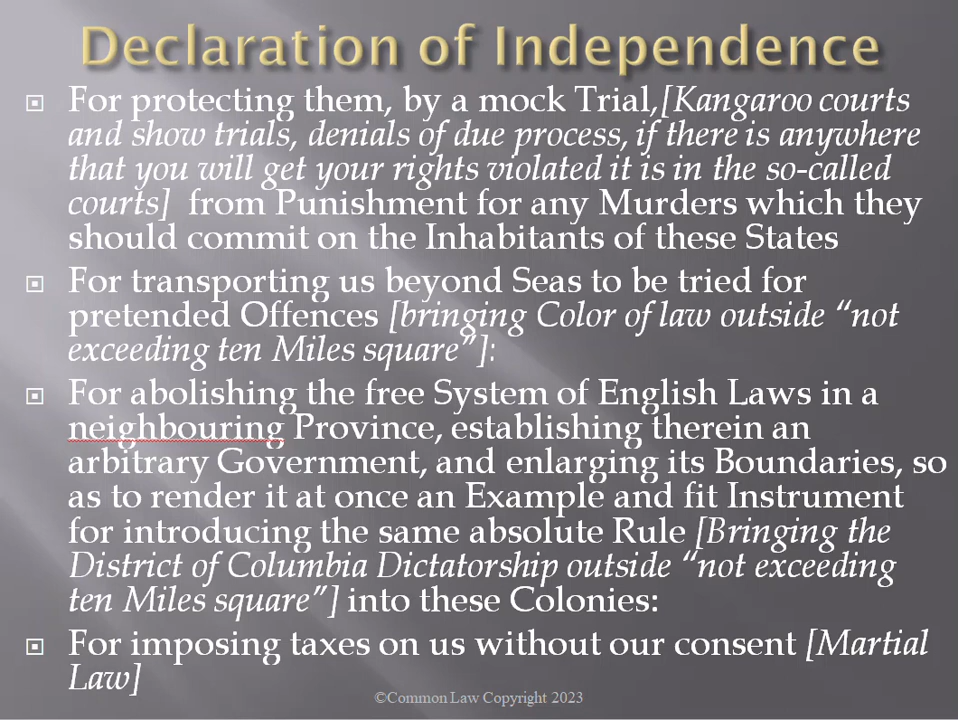 Declaration of Independence
For protecting them, by a mock Trial,[Kangaroo courts
and show trials, denials of due process, if there is anywhere
that you will get your rights violated it is in the so-called
courts] from Punishment for any Murders which they
should commit on the Inhabitants of these States
For transporting us beyond Seas to be tried for
pretended Offences [bringing Color of law outside “not
exceeding ten Miles square”]:
For abolishing the free System of English Laws in a
neighbouring Province, establishing therein an
arbitrary Government, and enlarging its Boundaries, so
as to render it at once an Example and fit Instrument
for introducing the same absolute Rule [Bringing the
District of Columbia Dictatorship outside “not exceeding
ten Miles square”] into these Colonies:
For imposing taxes on us without our consent [Martial
Law]
©Common Law Copyright 2023